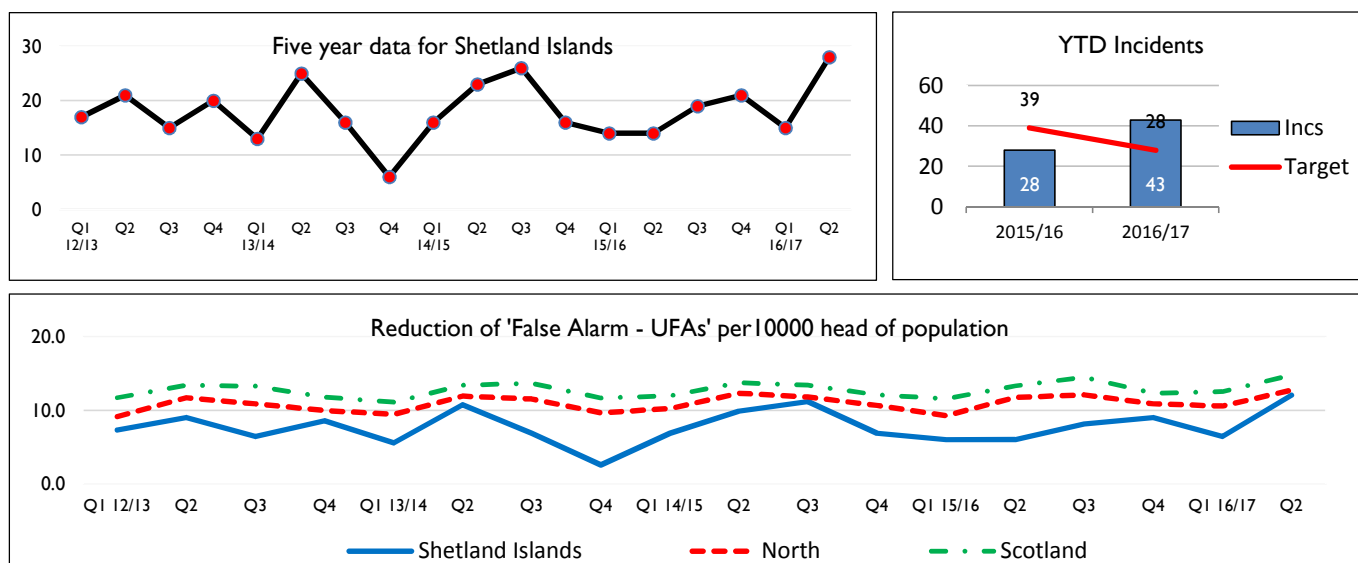 Five year data for Shetland Islands
30
20
10
0
Q1 Q2 Q3 Q4 Q1 Q2 Q3 Q4 Q1 Q2 Q3 Q4 Q1 Q2 Q3 Q4 Q1 Q2
12/13 13/14 14/15 15/16 16/17
YTD Incidents
60
40
20
0
39
28
28
43
2015/16 2016/17
Incs
Target
Reduction of 'False Alarm - UFAs' per10000 head of population
20.0
10.0
0.0
Q1 12/13 Q2 Q3 Q4 Q1 13/14 Q2 Q3 Q4 Q1 14/15 Q2 Q3 Q4 Q1 15/16 Q2 Q3 Q4 Q1 16/17 Q2
Shetland Islands North Scotland